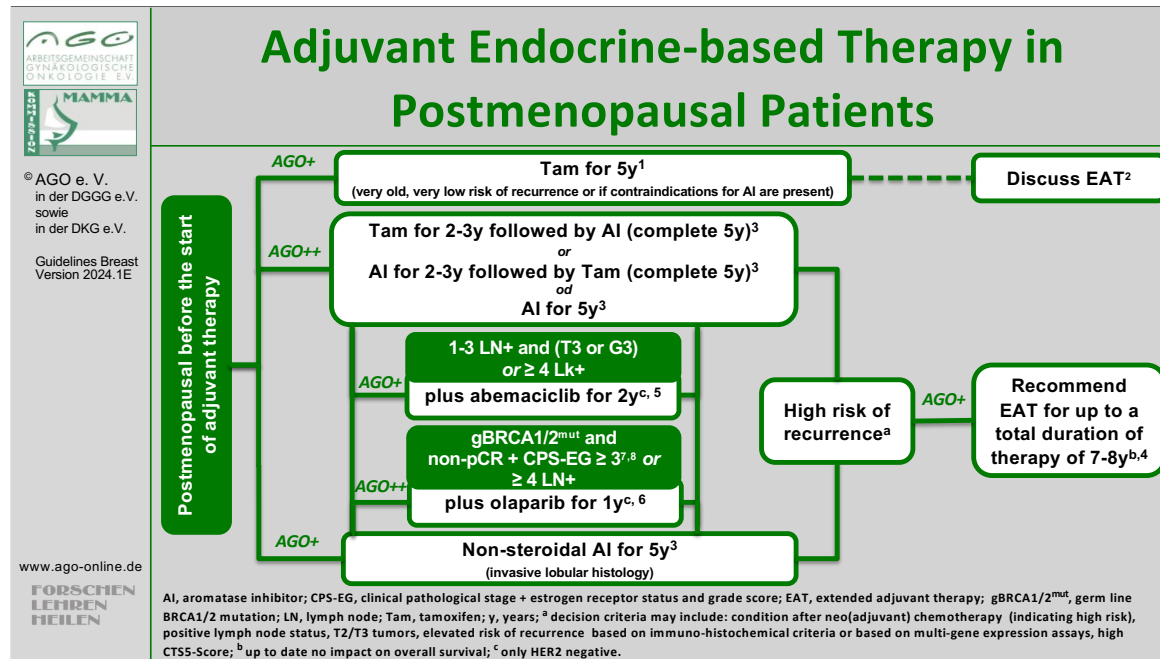 AGO
ARBEITSGEMEINSCHAFT
GYNÄKOLOGISCHE
ONKOLOGIE E.V.
KOMMISSION
MAMMA
© AGO e. V.
in der DGGG e.V.
sowie
in der DKG e.V.
Guidelines Breast
Version 2024.1E
www.ago-online.de
FORSCHEN
LEHREN
HEILEN
Adjuvant Endocrine-based Therapy in
Postmenopausal Patients
Postmenopausal before the start
of adjuvant therapy
AGO+
Tam for 5y1
(very old, very low risk of recurrence or if contraindications for AI are present)
Discuss EAT2
AGO++
Tam for 2-3y followed by AI (complete 5y)3
or
AI for 2-3y followed by Tam (complete 5y)3
od
AI for 5y3
1-3 LN+ and (T3 or G3)
or ≥ 4 Lk+
AGO+
plus abemaciclib for 2yc, 5
gBRCA1/2mut and
non-pCR + CPS-EG ≥ 37,8 or
≥ 4 LN+
AGO++
plus olaparib for 1yc, 6
AGO+
Non-steroidal AI for 5y3
(invasive lobular histology)
High risk of
recurrencea
AGO+
Recommend
EAT for up to a
total duration of
therapy of 7-8yb,4
AI, aromatase inhibitor; CPS-EG, clinical pathological stage + estrogen receptor status and grade score; EAT, extended adjuvant therapy; gBRCA1/2mut, germ line
BRCA1/2 mutation; LN, lymph node; Tam, tamoxifen; y, years; a decision criteria may include: condition after neo(adjuvant) chemotherapy (indicating high risk),
positive lymph node status, T2/T3 tumors, elevated risk of recurrence based on immuno-histochemical criteria or based on multi-gene expression assays, high
CTS5-Score; b up to date no impact on overall survival; c only HER2 negative.